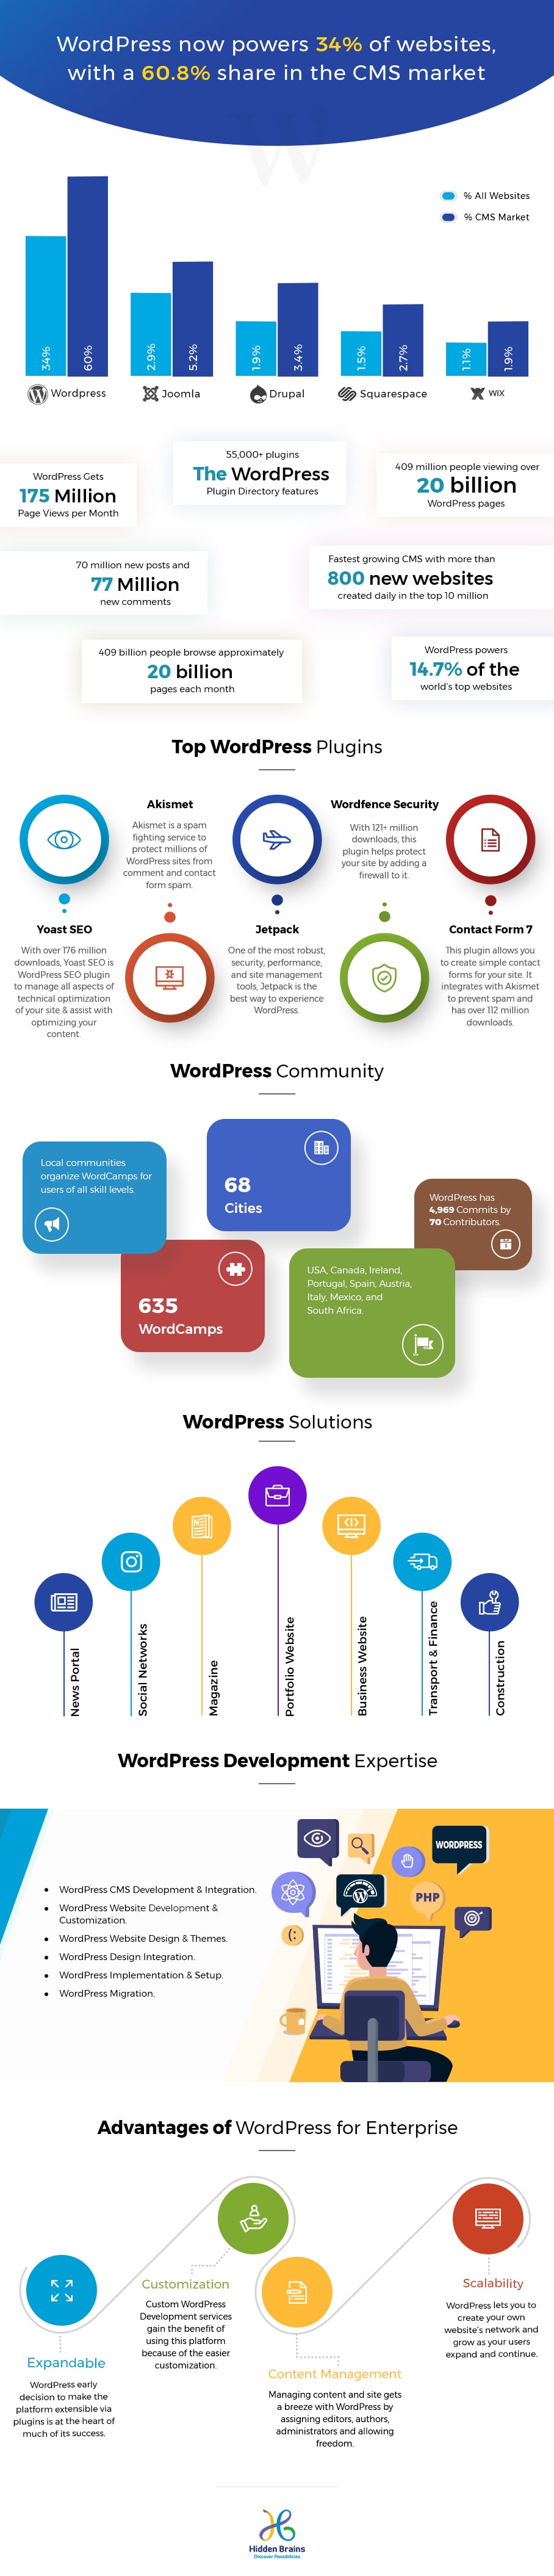 WordPress now powers 34% of websites,
with a 60.8% share in the CMS market
% All Websites
% CMS Market
34%
60%
2.9%
5.2%
1.9%
3.4%
1.5%
2.7%
1.1%
1.9%
Wordpress
Joomla
Drupal
Squarespace
WIX
55,000+ plugins
The WordPress
Plugin Directory features
409 million people viewing over
20 billion
WordPress pages
WordPress Gets
175 Million
Page Views per Month
70 million new posts and
77 Million
new comments
Fastest growing CMS with more than
800 new websites
created daily in the top 10 million
409 billion people browse approximately
20 billion
pages each month
WordPress powers
14.7% of the
world's top websites
Top WordPress Plugins
Akismet
Akismet is a spam
fighting service to
protect millions of
WordPress sites from
comment and contact
form spam.
Wordfence Security
With 121+ million
downloads, this
plugin helps protect
your site by adding a
firewall to it.
Yoast SEO
With over 176 million
downloads, Yoast SEO is
WordPress SEO plugin
to manage all aspects of
technical optimization
of your site & assist with
optimizing your
content.
Jetpack
One of the most robust,
security, performance,
and site management
tools, Jetpack is the
best way to experience
WordPress.
Contact Form 7
This plugin allows you
to create simple contact
forms for your site. It
integrates with Akismet
to prevent spam and
has over 112 million
downloads.
WordPress Community
Local communities
organize WordCamps for
users of all skill levels.
68
Cities
WordPress has
4,969 Commits by
70 Contributors.
635
WordCamps
USA, Canada, Ireland,
Portugal, Spain, Austria,
Italy, Mexico, and
South Africa.
WordPress Solutions
News Portal
Social Networks
Magazine
Portfolio Website
Business Website
Transport & Finance
Construction
WordPress Development Expertise
WORDPRESS
PHP
WordPress CMS Development & Integration.
WordPress Website Development &
Customization.
WordPress Website Design & Themes.
WordPress Design Integration.
WordPress Implementation & Setup.
WordPress Migration.
Advantages of WordPress for Enterprise
Expandable
WordPress early
decision to make the
platform extensible via
plugins is at the heart of
much of its success.
Customization
Custom WordPress
Development services
gain the benefit of
using this platform
because of the easier
customization.
Content Management
Managing content and site gets
a breeze with WordPress by
assigning editors, authors,
administrators and allowing
freedom.
Scalability
WordPress lets you to
create your own
website's network and
grow as your users
expand and continue.
Hidden Brains
Discover Possibilities